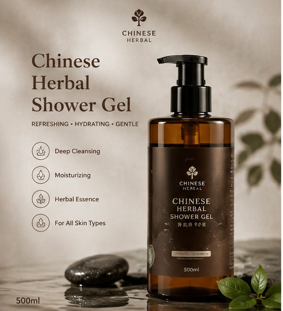 CHINESE
HERBAL
Chinese
Herbal
Shower Gel
REFRESHING • HYDRATING • GENTLE
Deep Cleansing
Moisturizing
Herbal Essence
For All Skin Types
500ml
CHINESE
HERBAL
CHINESE
HERBAL
SHOWER GEL
500ml